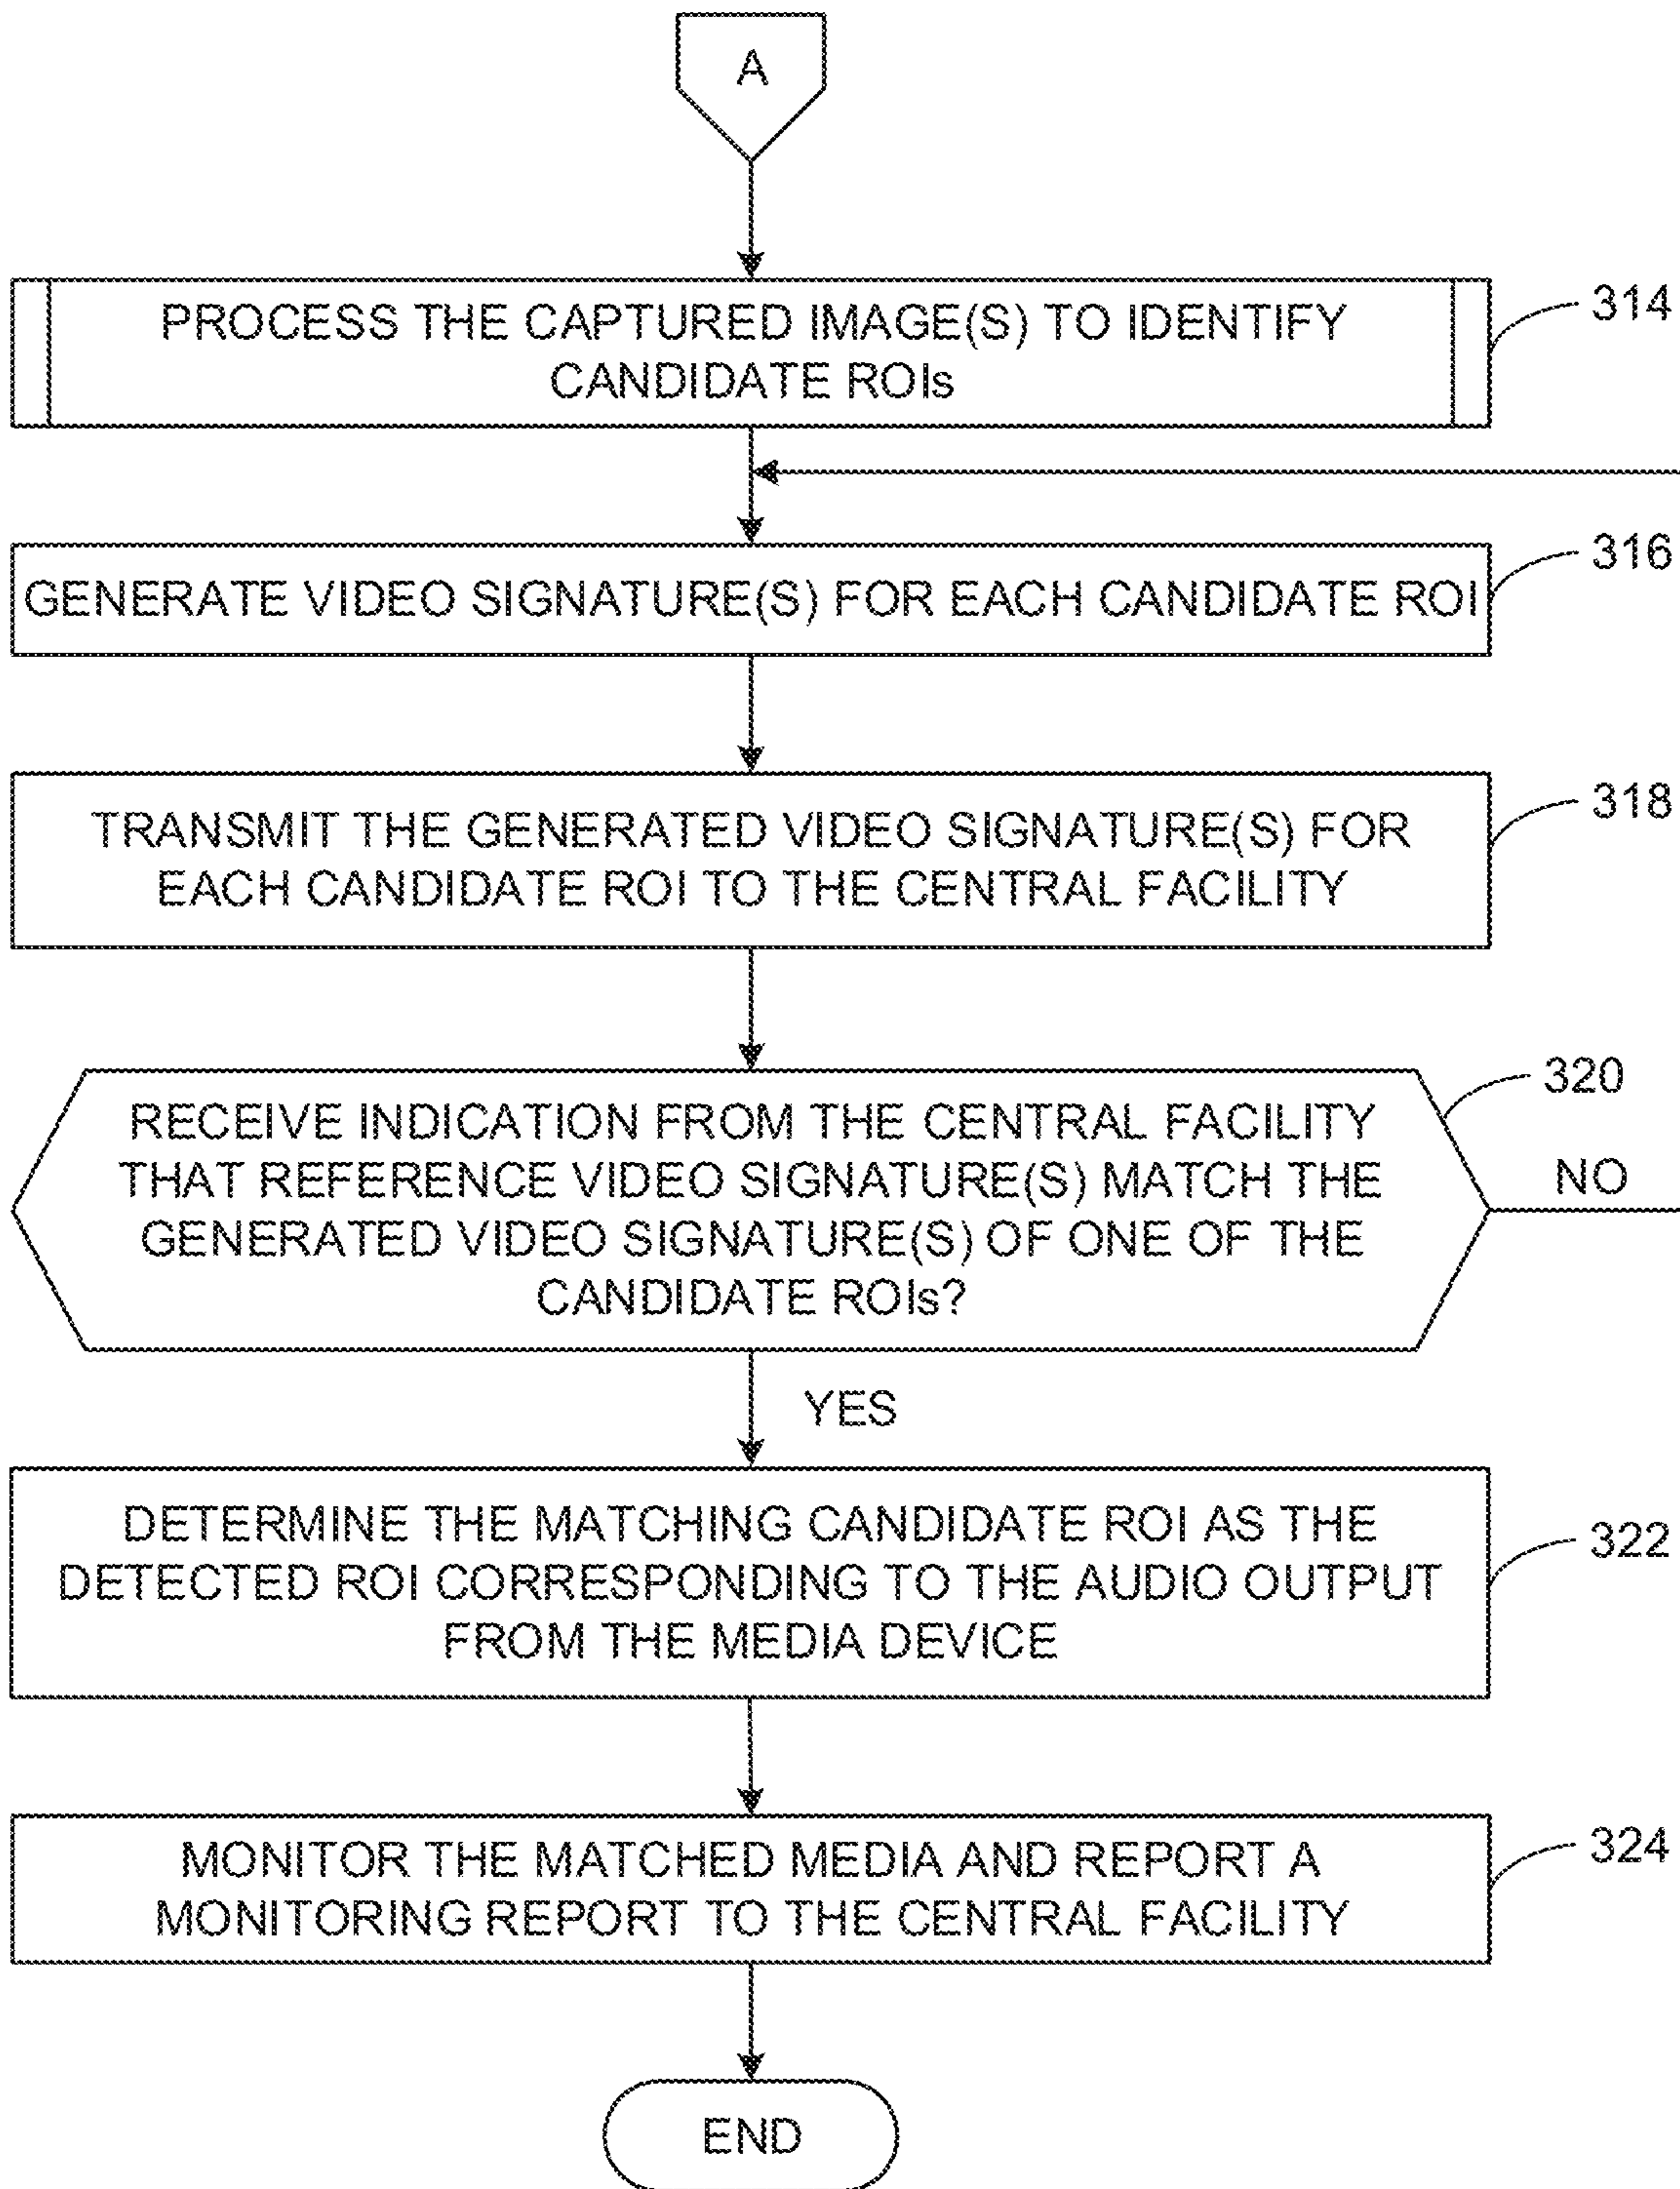 A
PROCESS THE CAPTURED IMAGE(S) TO IDENTIFY
CANDIDATE ROIs
314
GENERATE VIDEO SIGNATURE(S) FOR EACH CANDIDATE ROI
316
TRANSMIT THE GENERATED VIDEO SIGNATURE(S) FOR
EACH CANDIDATE ROI TO THE CENTRAL FACILITY
318
RECEIVE INDICATION FROM THE CENTRAL FACILITY
THAT REFERENCE VIDEO SIGNATURE(S) MATCH THE
GENERATED VIDEO SIGNATURE(S) OF ONE OF THE
CANDIDATE ROIs?
320
NO
YES
DETERMINE THE MATCHING CANDIDATE ROI AS THE
DETECTED ROI CORRESPONDING TO THE AUDIO OUTPUT
FROM THE MEDIA DEVICE
322
MONITOR THE MATCHED MEDIA AND REPORT A
MONITORING REPORT TO THE CENTRAL FACILITY
324
END